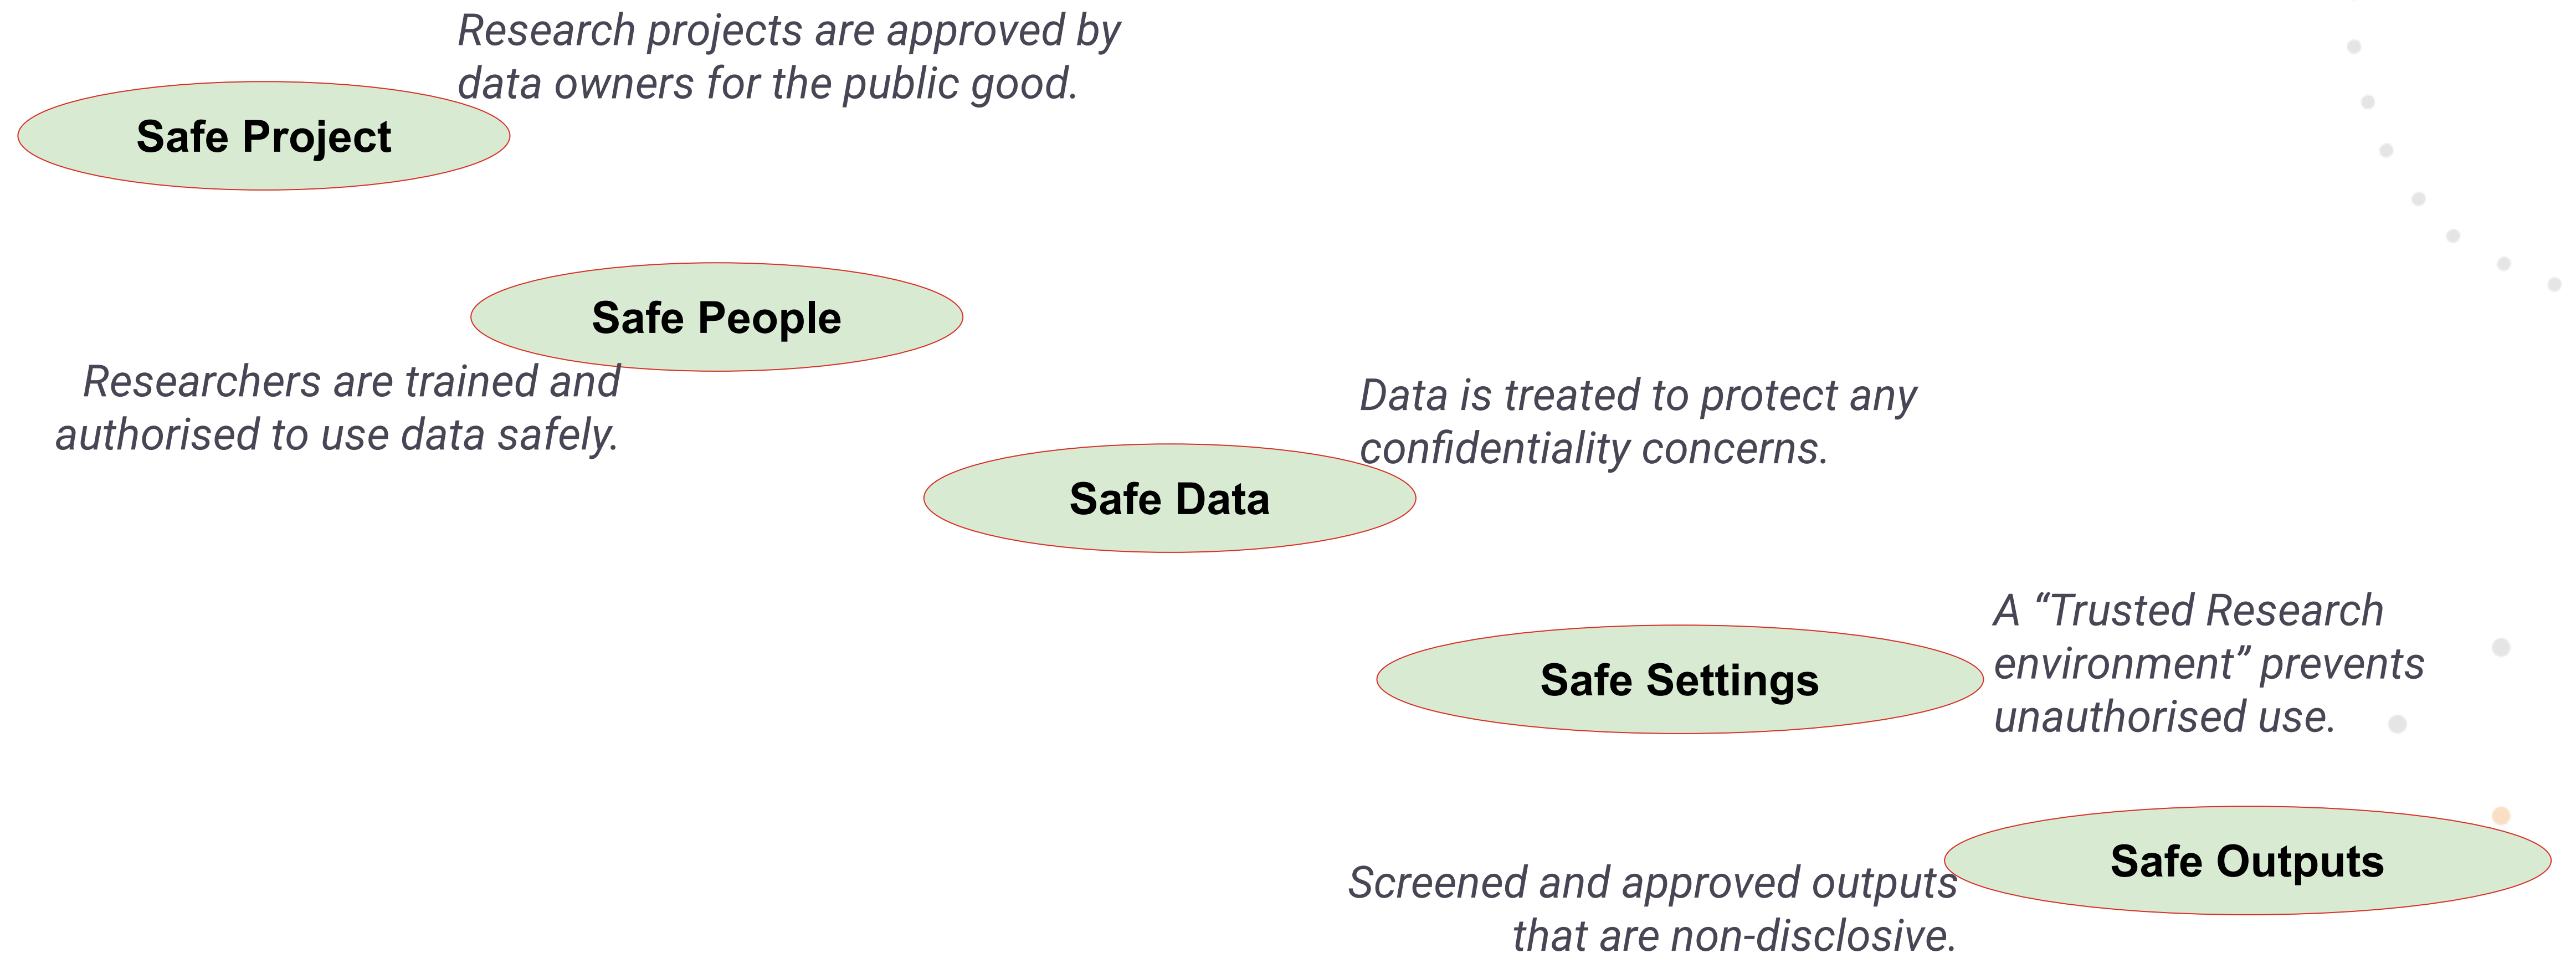 Research projects are approved by
data owners for the public good.
Safe Project
Safe People
Researchers are trained and
authorised to use data safely.
Data is treated to protect any
confidentiality concerns.
Safe Data
A “Trusted Research
environment” prevents
unauthorised use.
Safe Settings
Safe Outputs
Screened and approved outputs
that are non-disclosive.